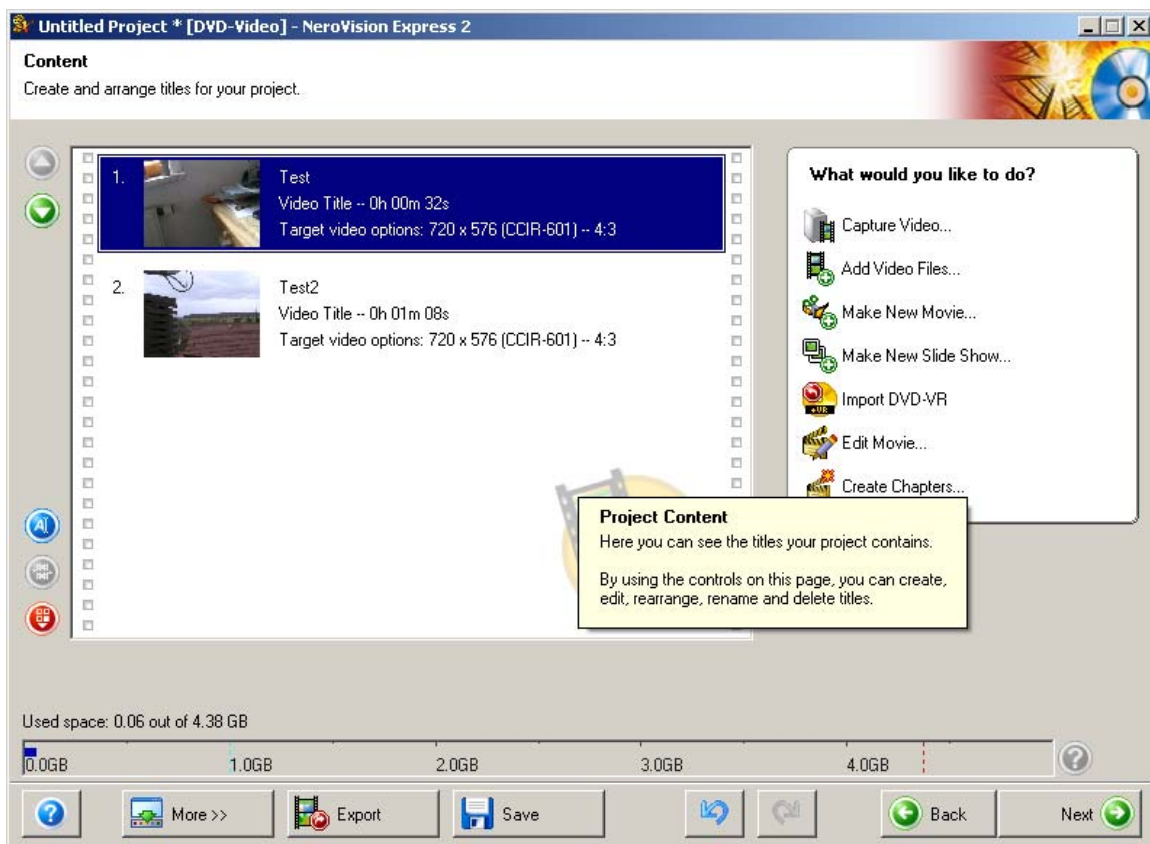 Untitled Project * [DVD-Video] - NeroVision Express 2
Content
Create and arrange titles for your project.
1.
Test
Video Title -- 0h 00m 32s
Target video options: 720 x 576 (CCIR-601) -- 4:3
2.
Test2
Video Title -- 0h 01m 08s
Target video options: 720 x 576 (CCIR-601) -- 4:3
What would you like to do?
Capture Video...
Add Video Files...
Make New Movie...
Make New Slide Show...
Import DVD-VR
Edit Movie...
Create Chapters...
Project Content
Here you can see the titles your project contains.
By using the controls on this page, you can create,
edit, rearrange, rename and delete titles.
Used space: 0.06 out of 4.38 GB
0.0GB 1.0GB 2.0GB 3.0GB 4.0GB
More >> Export Save Back Next